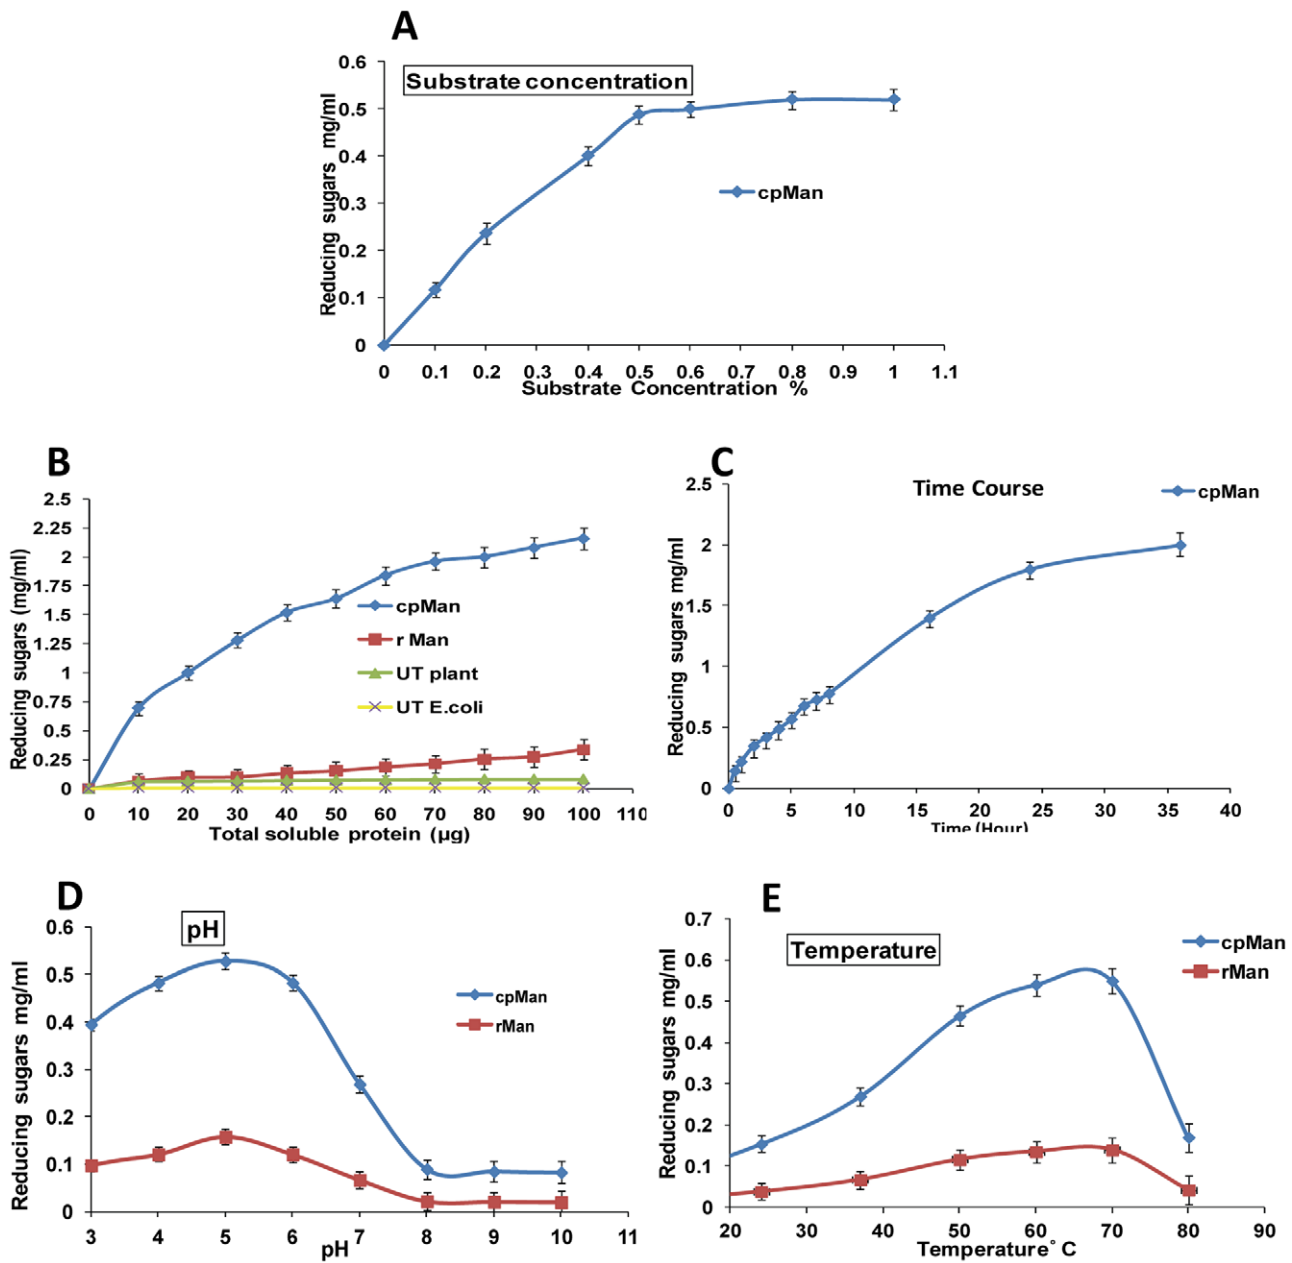 A
Substrate concentration
Reducing sugars mg/ml
0.6
0.5
0.4
0.3
0.2
0.1
0
cpMan
0 0.1 0.2 0.3 0.4 0.5 0.6 0.7 0.8 0.9 1 1.1
Substrate Concentration %
B
Reducing sugars (mg/ml)
2.5
2.25
2
1.75
1.5
1.25
1
0.75
0.5
0.25
0
cpMan
r Man
UT plant
UT E.coli
0 10 20 30 40 50 60 70 80 90 100 110
Total soluble protein (µg)
C
Time Course
cpMan
Reducing sugars mg/ml
2.5
2
1.5
1
0.5
0
0 5 10 15 20 25 30 35 40
Time (Hour)
D
pH
Reducing sugars mg/ml
0.6
0.5
0.4
0.3
0.2
0.1
0
cpMan
rMan
3 4 5 6 7 8 9 10 11
pH
E
Temperature
cpMan
rMan
Reducing sugars mg/ml
0.7
0.6
0.5
0.4
0.3
0.2
0.1
0
20 30 40 50 60 70 80 90
Temperature° C